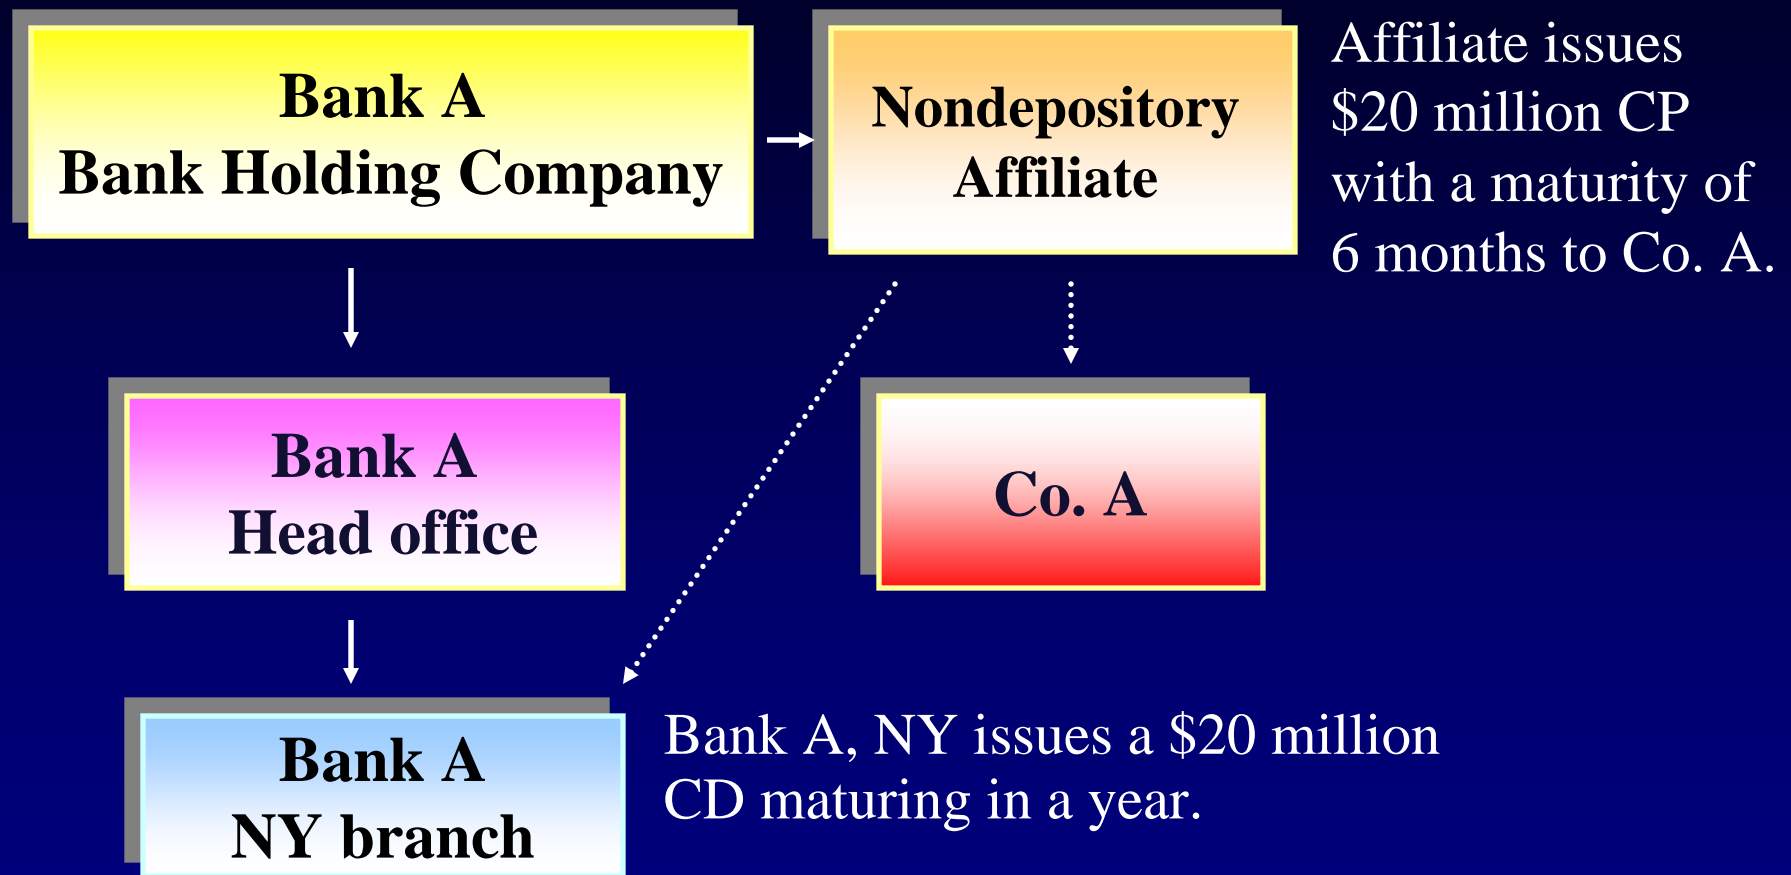 Bank A
Bank Holding Company
Nondepository
Affiliate
Affiliate issues
$20 million CP
with a maturity of
6 months to Co. A.
Bank A
Head office
Co. A
Bank A
NY branch
Bank A, NY issues a $20 million
CD maturing in a year.